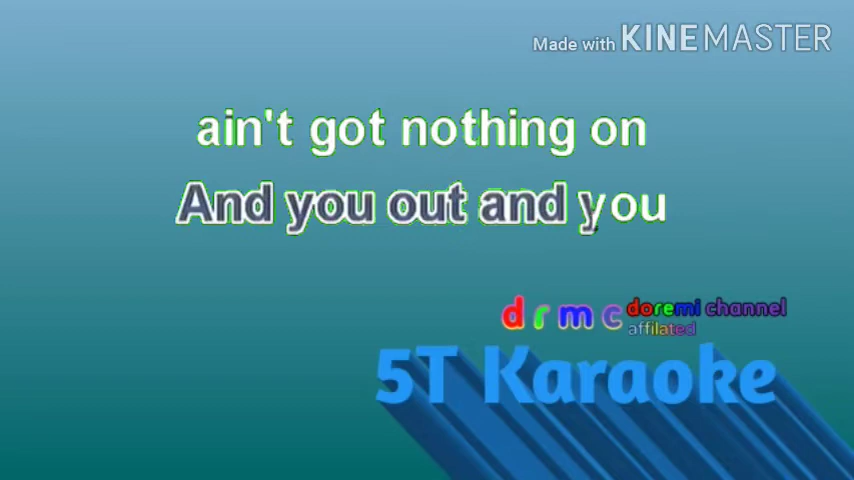 Made with KINEMASTER
ain't got nothing on
And you out and you
d r m c doremi channel
affilated
5T Karaoke